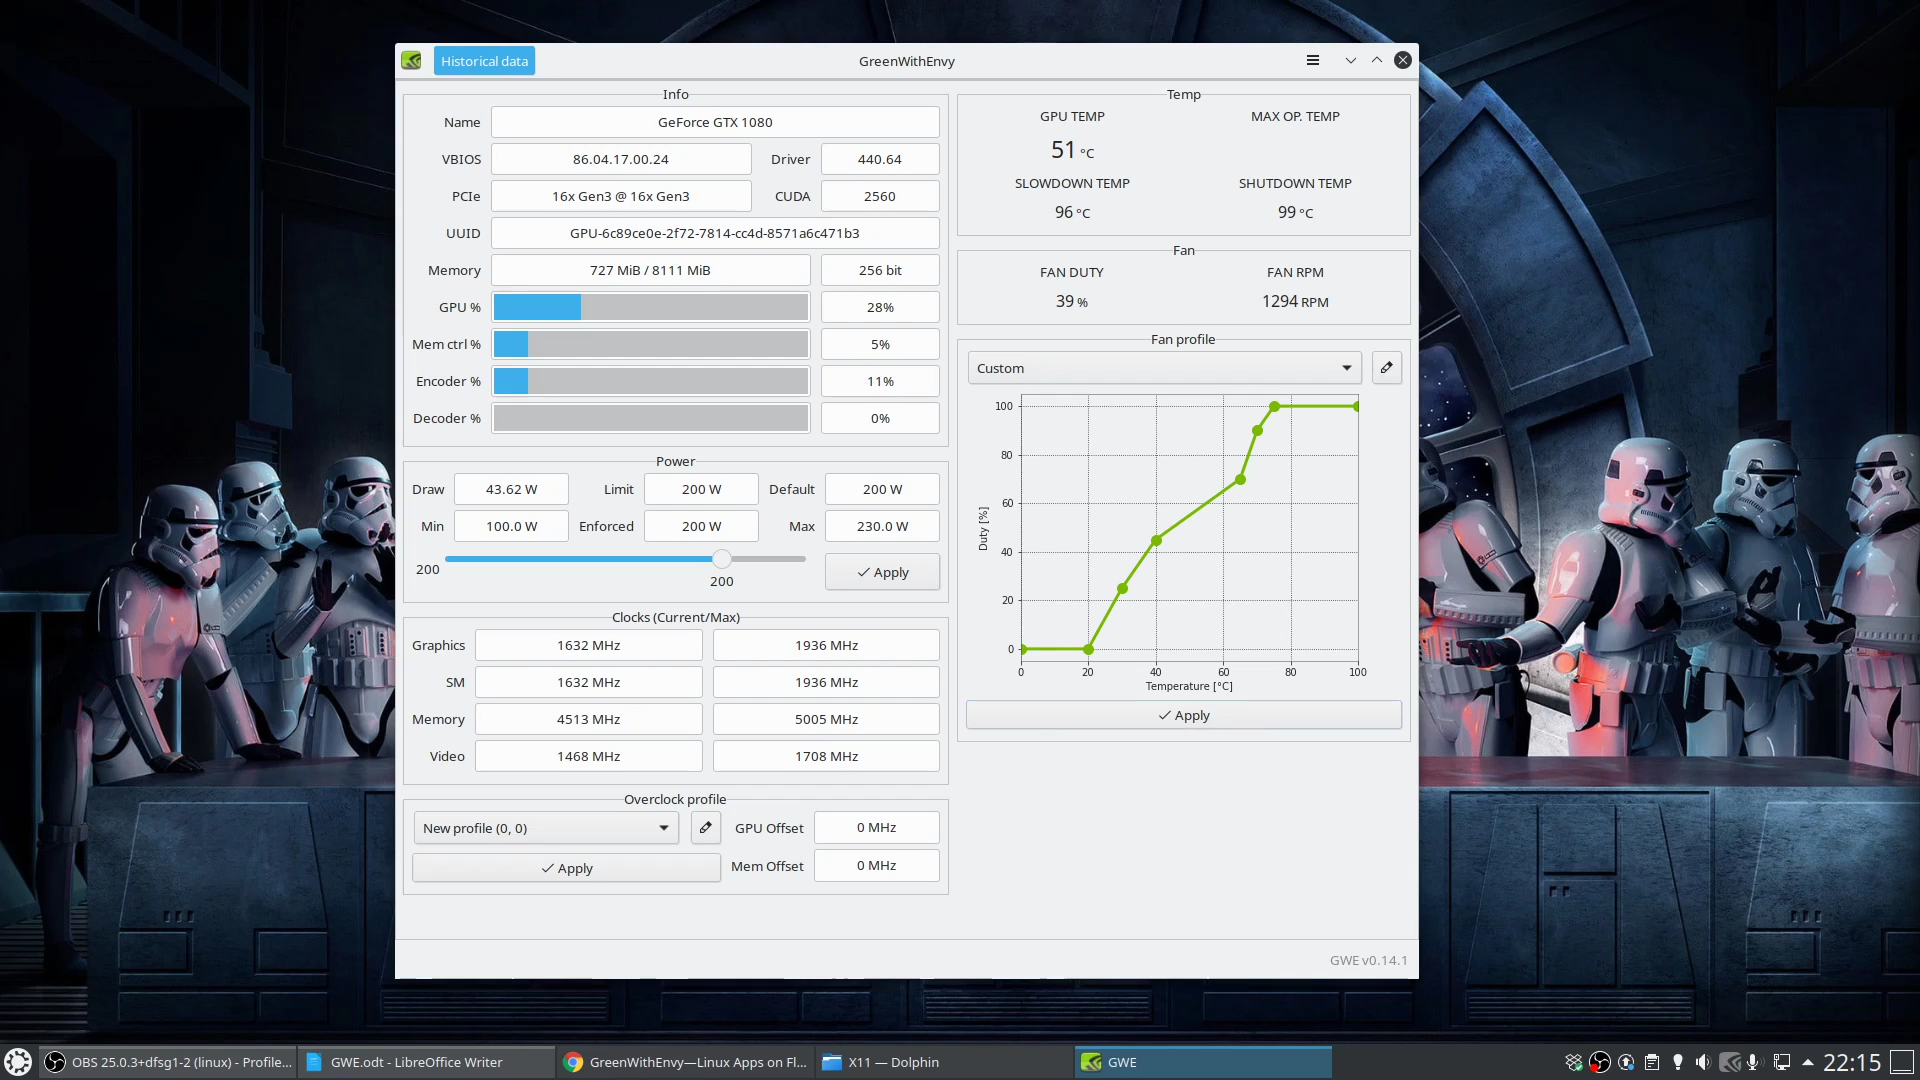 Historical data
GreenWithEnvy
Info
Name GeForce GTX 1080
VBIOS 86.04.17.00.24 Driver 440.64
PCIe 16x Gen3 @ 16x Gen3 CUDA 2560
UUID GPU-6c89ce0e-2f72-7814-cc4d-8571a6c471b3
Memory 727 MiB / 8111 MiB 256 bit
GPU % 28%
Mem ctrl % 5%
Encoder % 11%
Decoder % 0%
Power
Draw 43.62 W Limit 200 W Default 200 W
Min 100.0 W Enforced 200 W Max 230.0 W
200
200
Apply
Clocks (Current/Max)
Graphics 1632 MHz 1936 MHz
SM 1632 MHz 1936 MHz
Memory 4513 MHz 5005 MHz
Video 1468 MHz 1708 MHz
Overclock profile
New profile (0, 0) GPU Offset 0 MHz
Apply Mem Offset 0 MHz
Temp
GPU TEMP MAX OP. TEMP
51 °C
SLOWDOWN TEMP SHUTDOWN TEMP
96 °C 99 °C
Fan
FAN DUTY FAN RPM
39 % 1294 RPM
Fan profile
Custom
100
80
60
40
20
0
Duty [%]
0 20 40 60 80 100
Temperature [°C]
Apply
GWE v0.14.1
OBS 25.0.3+dfsg1-2 (linux) - Profile... GWE.odt - LibreOffice Writer GreenWithEnvy—Linux Apps on Fl... X11 — Dolphin GWE 22:15